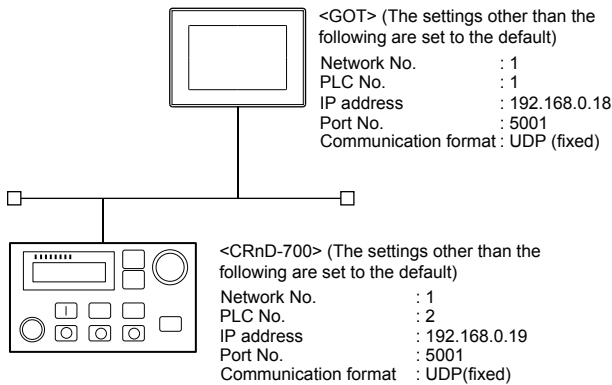 <GOT> (The settings other than the
following are set to the default)
Network No. : 1
PLC No. : 1
IP address : 192.168.0.18
Port No. : 5001
Communication format : UDP (fixed)
<CRnD-700> (The settings other than the
following are set to the default)
Network No. : 1
PLC No. : 2
IP address : 192.168.0.19
Port No. : 5001
Communication format : UDP(fixed)